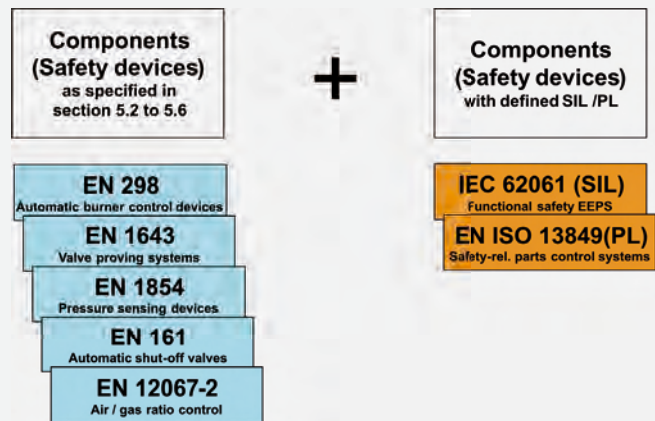 Components
(Safety devices)
as specified in
section 5.2 to 5.6
+
Components
(Safety devices)
with defined SIL /PL
EN 298
Automatic burner control devices
EN 1643
Valve proving systems
EN 1854
Pressure sensing devices
EN 161
Automatic shut-off valves
EN 12067-2
Air / gas ratio control
IEC 62061 (SIL)
Functional safety EEPS
EN ISO 13849(PL)
Safety-rel. parts control systems